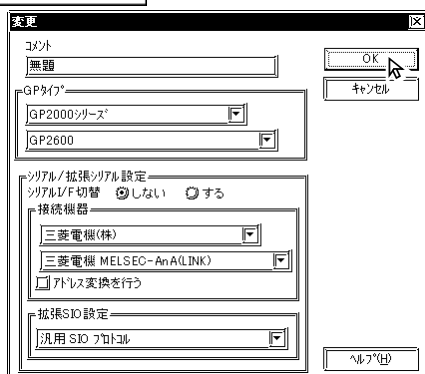 変更
コメント
無題
OK
キャンセル
GPタイプ
GP2000シリーズ
GP2600
シリアル/拡張シリアル設定
シリアルI/F切替 しない する
接続機器
三菱電機(株)
三菱電機 MELSEC-AnA(LINK)
アドレス変換を行う
拡張SIO設定
汎用 SIO プロトコル
ヘルプ(H)